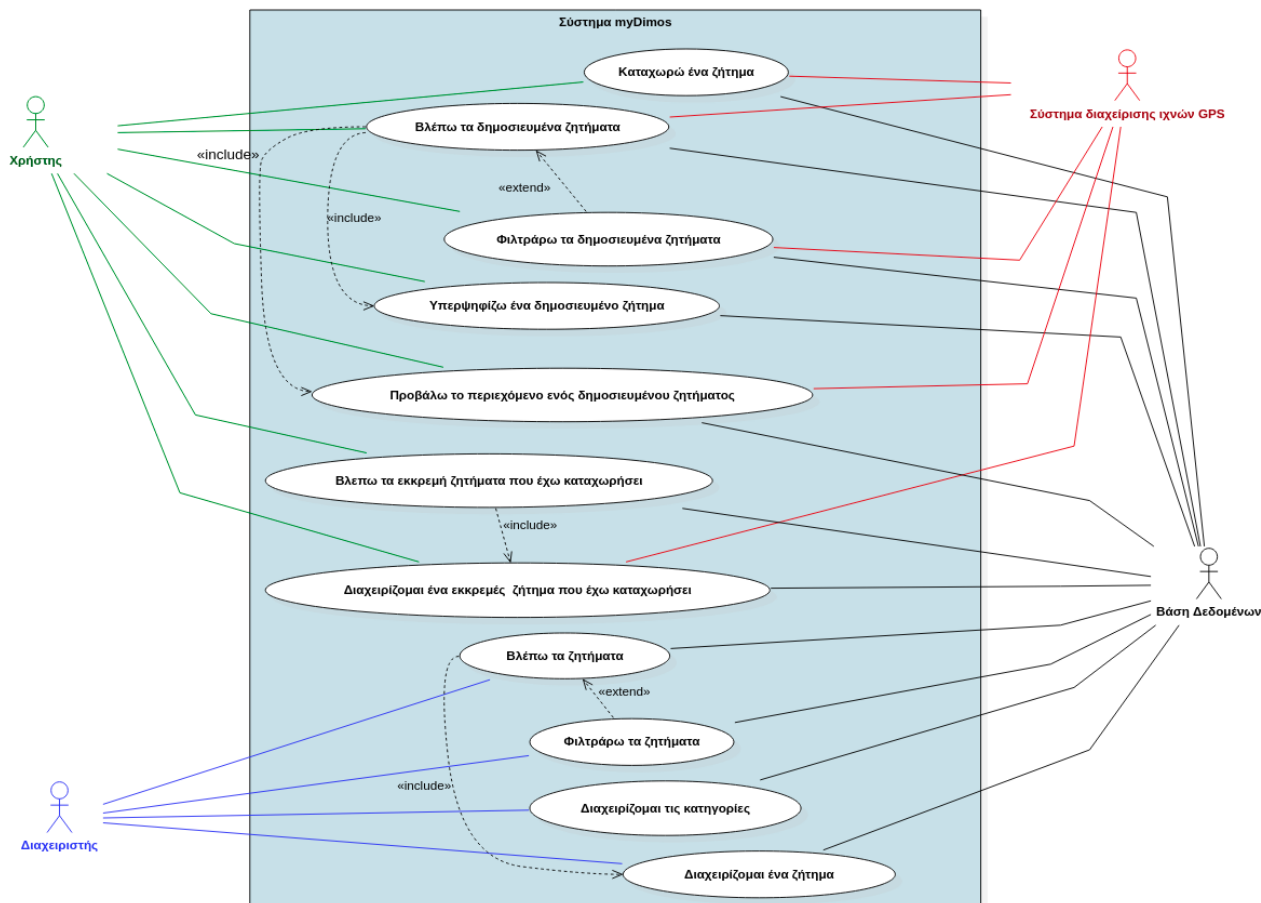 Σύστημα myDimos
Καταχωρώ ένα ζήτημα
Σύστημα διαχείρισης ιχνών GPS
Βλέπω τα δημοσιευμένα ζητήματα
Χρήστης
«include»
«extend»
«include»
Φιλτράρω τα δημοσιευμένα ζητήματα
Υπερψηφίζω ένα δημοσιευμένο ζήτημα
Προβάλω το περιεχόμενο ενός δημοσιευμένου ζητήματος
Βλεπω τα εκκρεμή ζητήματα που έχω καταχωρήσει
«include»
Διαχειρίζομαι ένα εκκρεμές  ζήτημα που έχω καταχωρήσει
Βάση Δεδομένων
Βλέπω τα ζητήματα
«extend»
Φιλτράρω τα ζητήματα
«include»
Διαχειρίζομαι τις κατηγορίες
Διαχειριστής
Διαχειρίζομαι ένα ζήτημα